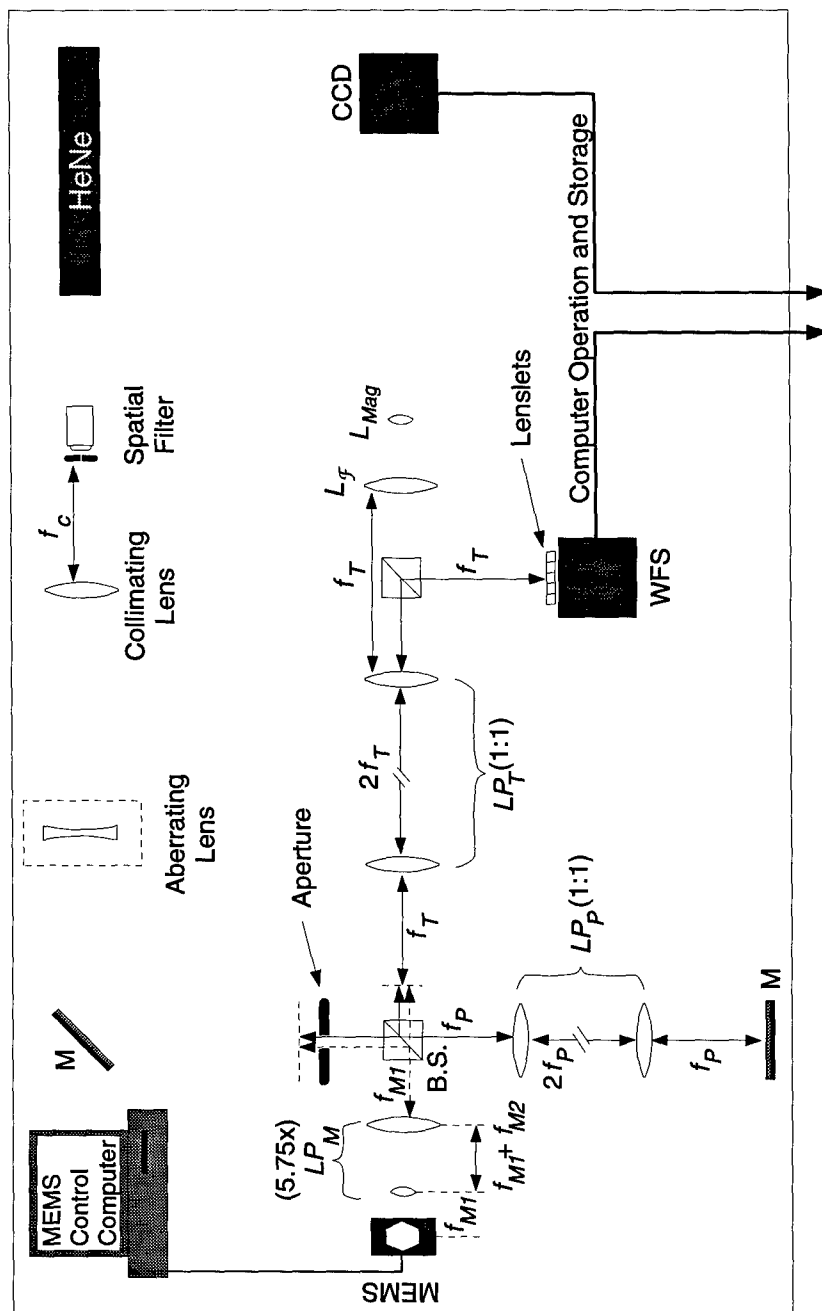 HeNe
Spatial
Filter
f_c
Collimating
Lens
Aberrating
Lens
M
MEMS
Control
Computer
CCD
Computer Operation and Storage
L_Mag
L_ℱ
Lenslets
f_T
f_T
WFS
2f_T
LP_T (1:1)
Aperture
f_T
f_P
B.S.
f_M1
LP_P (1:1)
2f_P
f_P
M
(5.75x)
LP_M
f_M1 + f_M2
f_M1
MEMS